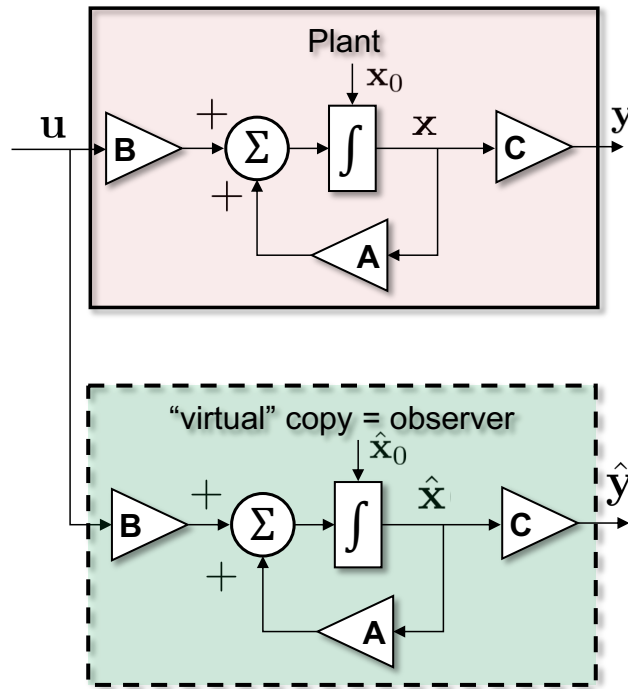 Plant
x₀
u
B
+
Σ
+
∫
x
C
y
A
“virtual” copy = observer
x̂₀
B
+
Σ
+
∫
x̂
C
ŷ
A